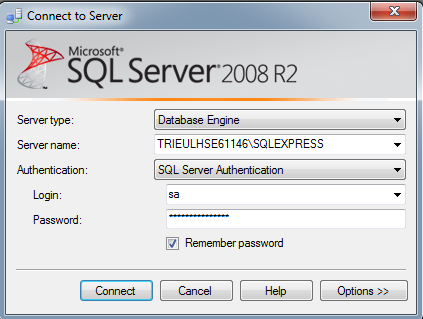 Connect to Server
Microsoft®
SQL Server® 2008 R2
Server type: Database Engine
Server name: TRIEULHSE61146\SQLEXPRESS
Authentication: SQL Server Authentication
Login: sa
Password: ***************
Remember password
Connect Cancel Help Options >>